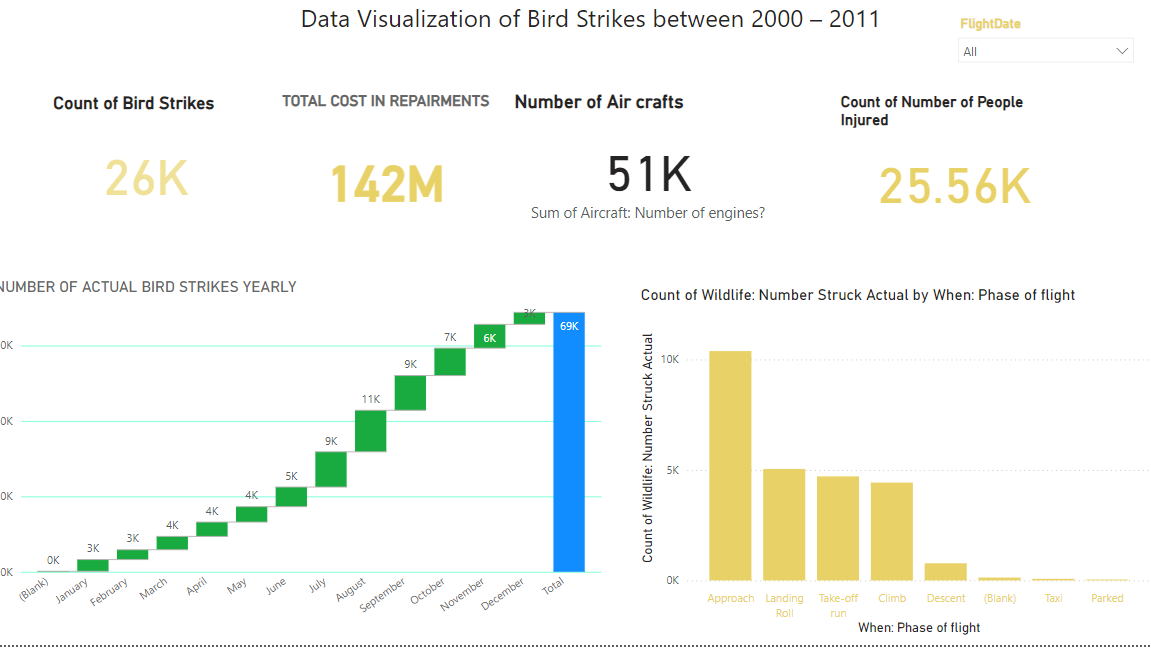 Data Visualization of Bird Strikes between 2000 – 2011
FlightDate
All
Count of Bird Strikes
26K
TOTAL COST IN REPAIRMENTS
142M
Number of Air crafts
51K
Sum of Aircraft: Number of engines?
Count of Number of People
Injured
25.56K
NUMBER OF ACTUAL BIRD STRIKES YEARLY
0K
0K
0K
0K
0K
3K
3K
4K
4K
4K
5K
9K
11K
9K
7K
6K
3K
69K
(Blank)
January
February
March
April
May
June
July
August
September
October
November
December
Total
Count of Wildlife: Number Struck Actual by When: Phase of flight
Count of Wildlife: Number Struck Actual
10K
5K
0K
Approach
Landing
Roll
Take-off
run
Climb
Descent
(Blank)
Taxi
Parked
When: Phase of flight